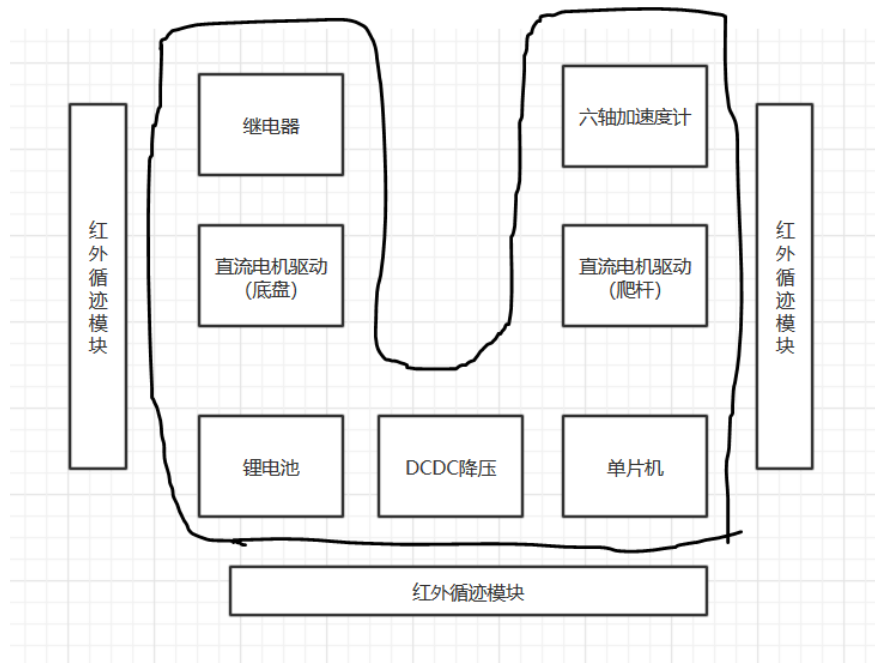 继电器
六轴加速度计
红外循迹模块
直流电机驱动
(底盘)
直流电机驱动
(爬杆)
红外循迹模块
锂电池
DCDC降压
单片机
红外循迹模块